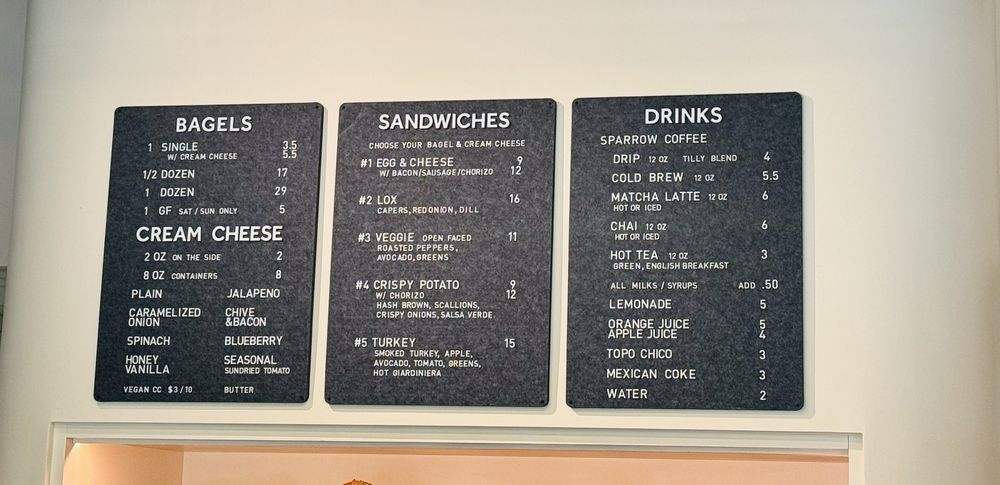 BAGELS
1 SINGLE 3.5
W/ CREAM CHEESE 5.5
1/2 DOZEN 17
1 DOZEN 29
1 GF SAT / SUN ONLY 5
CREAM CHEESE
2 OZ ON THE SIDE 2
8 OZ CONTAINERS 8
PLAIN JALAPENO
CARAMELIZED ONION CHIVE &BACON
SPINACH BLUEBERRY
HONEY VANILLA SEASONAL SUNDRIED TOMATO
VEGAN CC $3 / 10 BUTTER
SANDWICHES
CHOOSE YOUR BAGEL & CREAM CHEESE
#1 EGG & CHEESE 9
W/ BACON/SAUSAGE/CHORIZO 12
#2 LOX 16
CAPERS, RED ONION, DILL
#3 VEGGIE OPEN FACED 11
ROASTED PEPPERS,
AVOCADO, GREENS
#4 CRISPY POTATO 9
W/ CHORIZO 12
HASH BROWN, SCALLIONS,
CRISPY ONIONS, SALSA VERDE
#5 TURKEY 15
SMOKED TURKEY, APPLE,
AVOCADO, TOMATO, GREENS,
HOT GIARDINIERA
DRINKS
SPARROW COFFEE
DRIP 12 OZ TILLY BLEND 4
COLD BREW 12 OZ 5.5
MATCHA LATTE 12 OZ 6
HOT OR ICED
CHAI 12 OZ 6
HOT OR ICED
HOT TEA 12 OZ 3
GREEN, ENGLISH BREAKFAST
ALL MILKS / SYRUPS ADD .50
LEMONADE 5
ORANGE JUICE 5
APPLE JUICE 4
TOPO CHICO 3
MEXICAN COKE 3
WATER 2